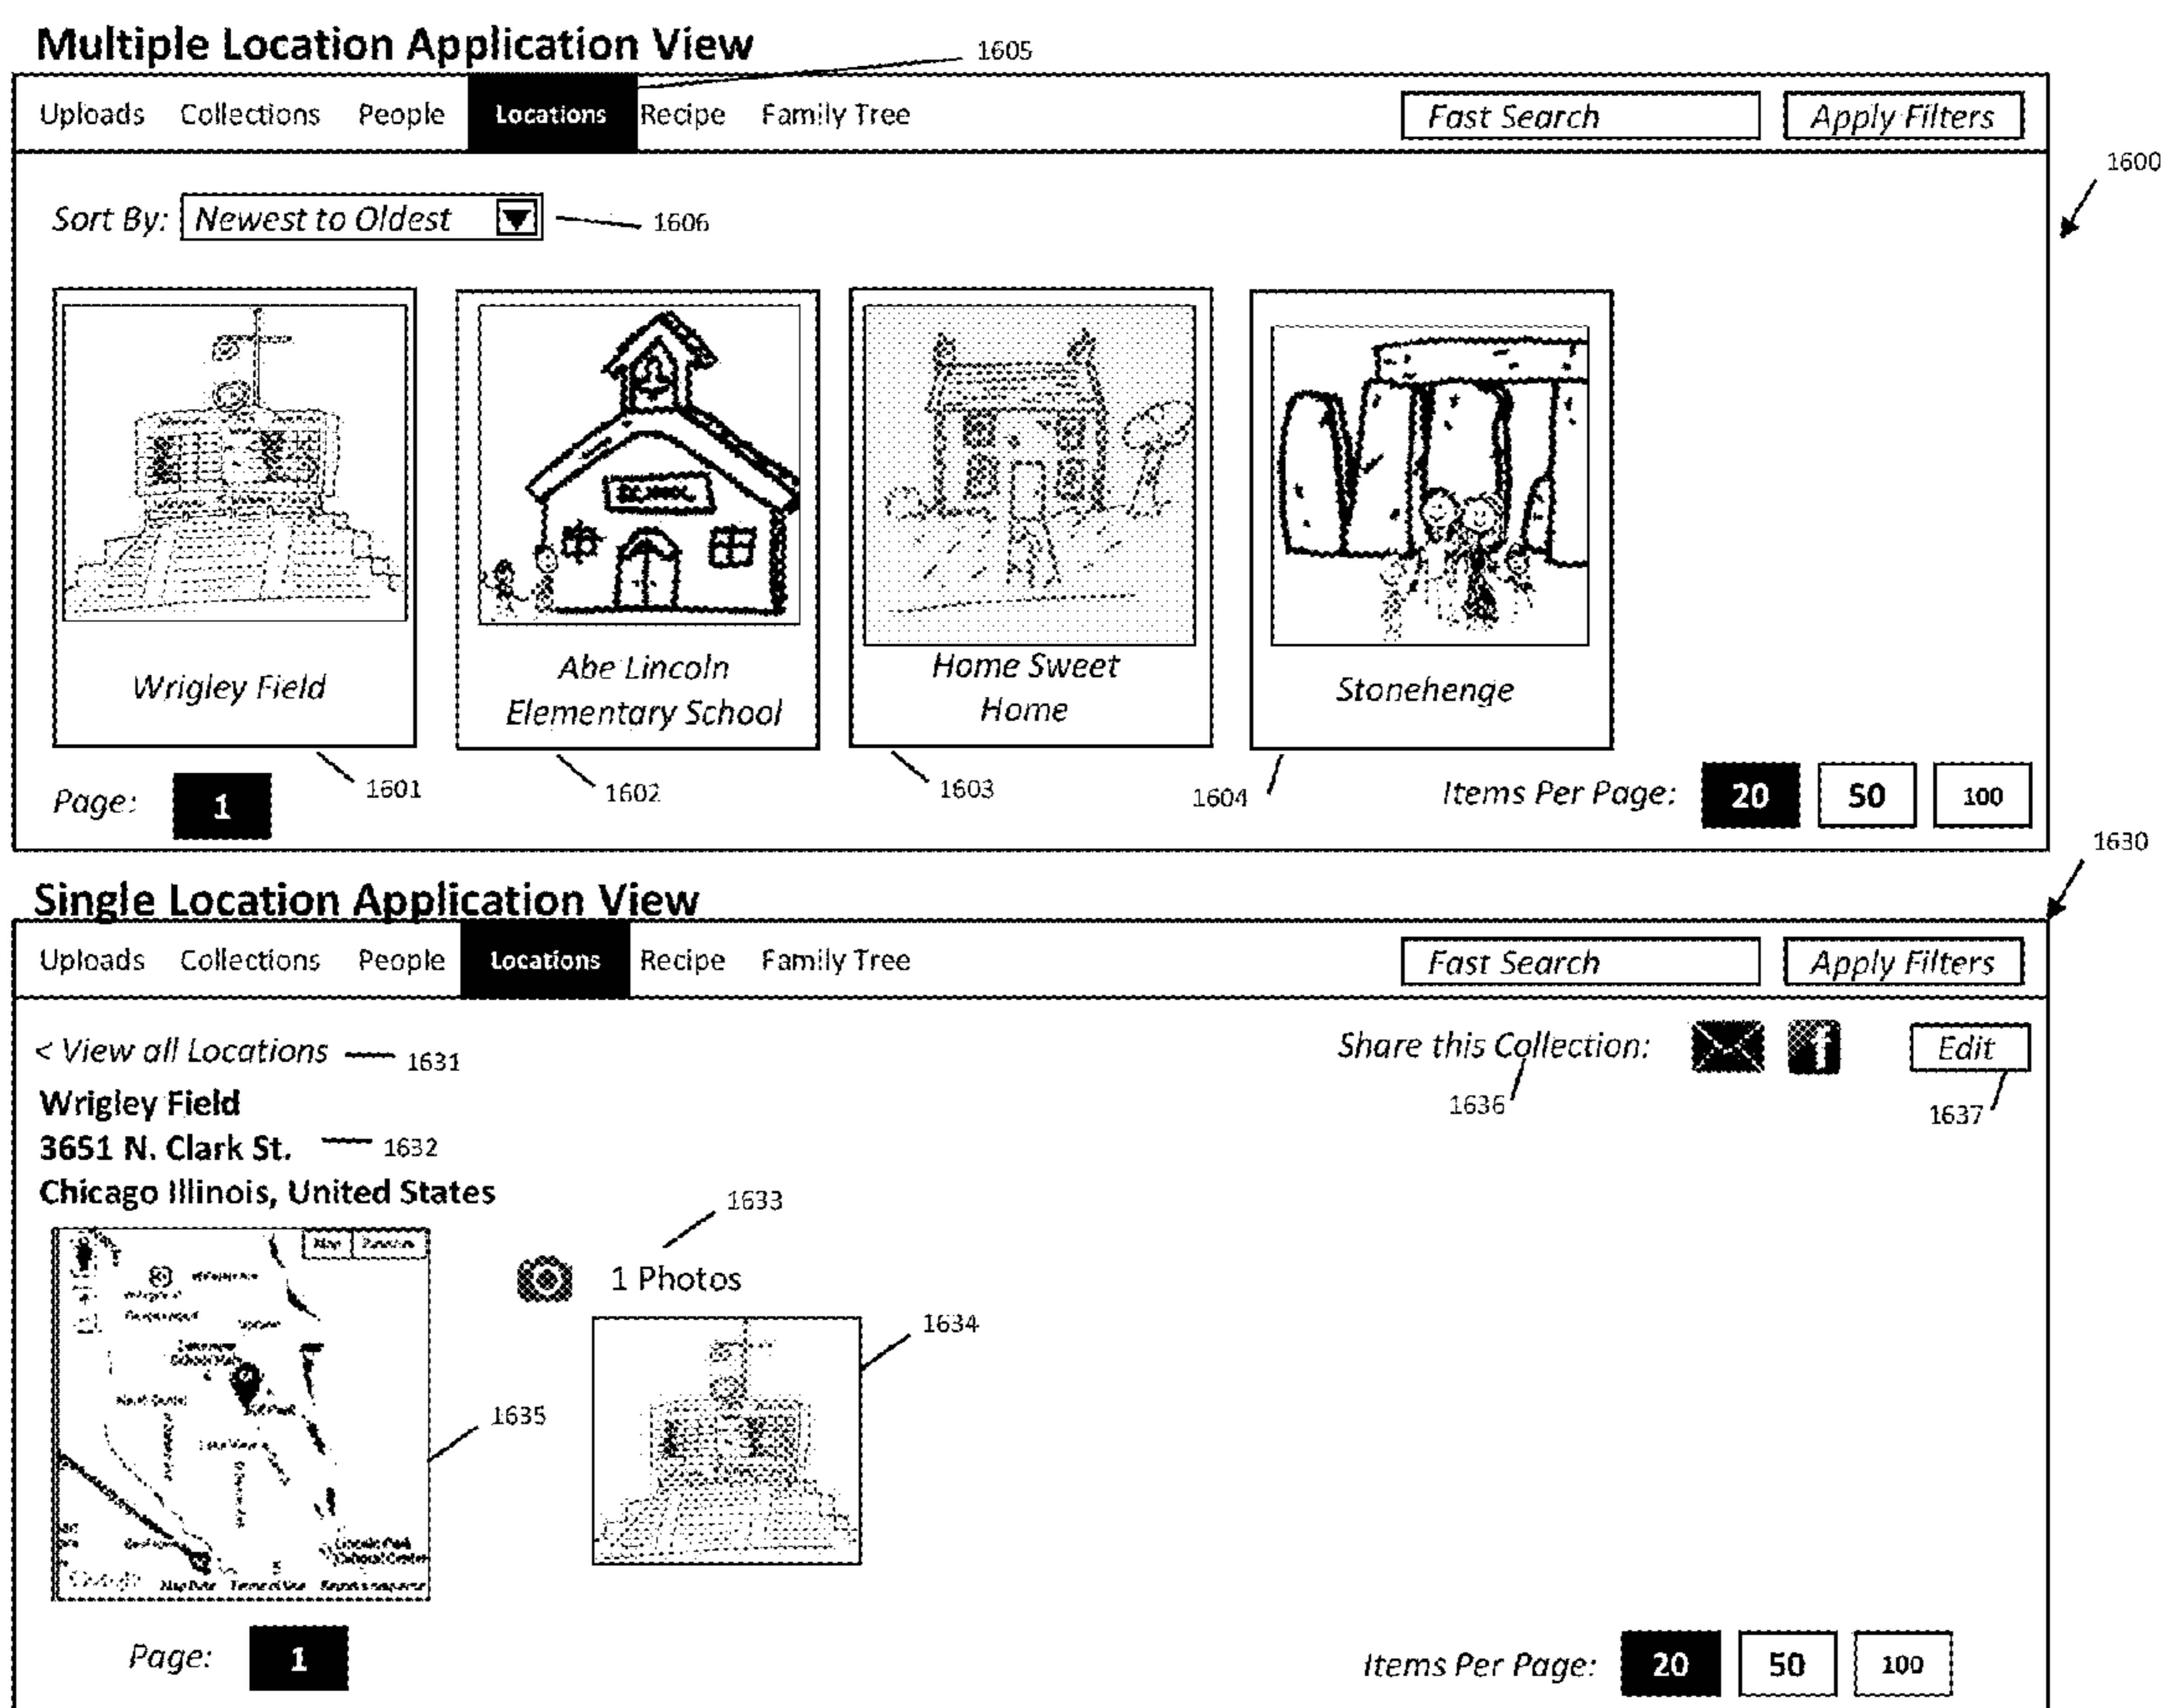 Multiple Location Application View
1605
Uploads Collections People Locations Recipe Family Tree Fast Search Apply Filters
1600
Sort By: Newest to Oldest 1606
Wrigley Field
Abe Lincoln
Elementary School
Home Sweet
Home
Stonehenge
1601 1602 1603 1604
Page: 1 Items Per Page: 20 50 100
1630
Single Location Application View
Uploads Collections People Locations Recipe Family Tree Fast Search Apply Filters
< View all Locations 1631 Share this Collection: f Edit
1636 1637
Wrigley Field
3651 N. Clark St. 1632
Chicago Illinois, United States
1633
1 Photos
1634
1635
Page: 1 Items Per Page: 20 50 100